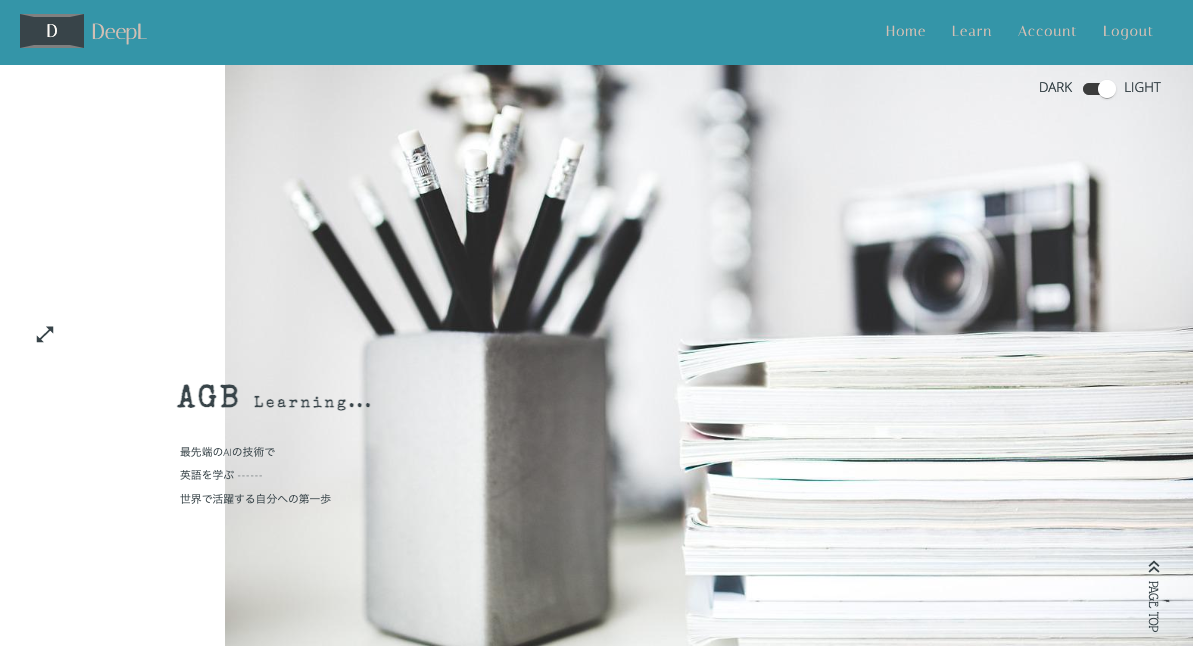 D DeepL
Home Learn Account Logout
DARK LIGHT
AGB Learning...
最先端のAIの技術で
英語を学ぶ ------
世界で活躍する自分への第一歩
PAGE TOP